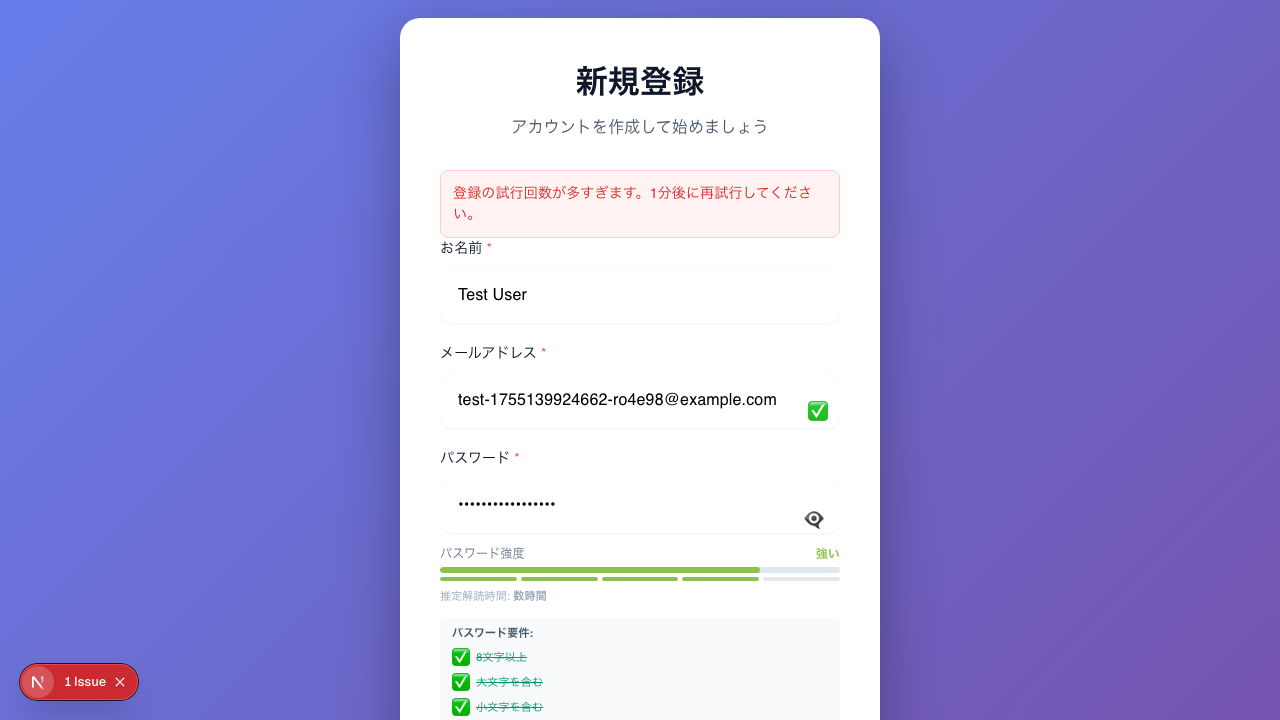 新規登録
アカウントを作成して始めましょう
登録の試行回数が多すぎます。1分後に再試行してくださ
い。
お名前 *
Test User
メールアドレス *
test-1755139924662-ro4e98@example.com
パスワード *
••••••••••••••••
パスワード強度 強い
推定解読時間: 数時間
パスワード要件:
8文字以上
大文字を含む
小文字を含む
N 1 Issue